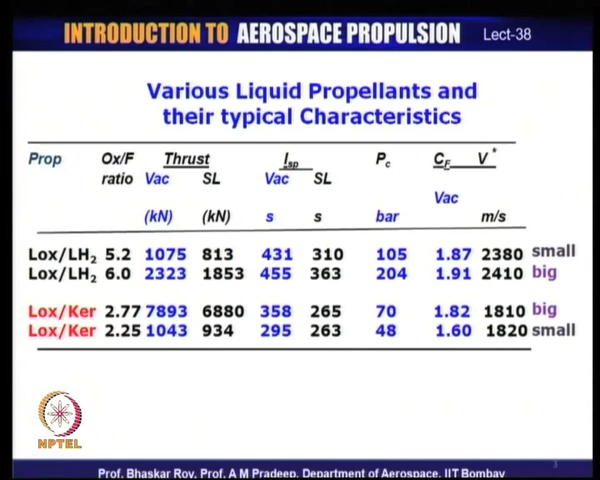 INTRODUCTION TO AEROSPACE PROPULSION Lect-38
Various Liquid Propellants and
their typical Characteristics
Prop Ox/F Thrust Isp Pc CF V*
ratio Vac SL Vac SL
Vac
(kN) (kN) s s bar m/s
Lox/LH2 5.2 1075 813 431 310 105 1.87 2380 small
Lox/LH2 6.0 2323 1853 455 363 204 1.91 2410 big
Lox/Ker 2.77 7893 6880 358 265 70 1.82 1810 big
Lox/Ker 2.25 1043 934 295 263 48 1.60 1820 small
NPTEL
3
Prof. Bhaskar Roy, Prof. A M Pradeep, Department of Aerospace, IIT Bombay